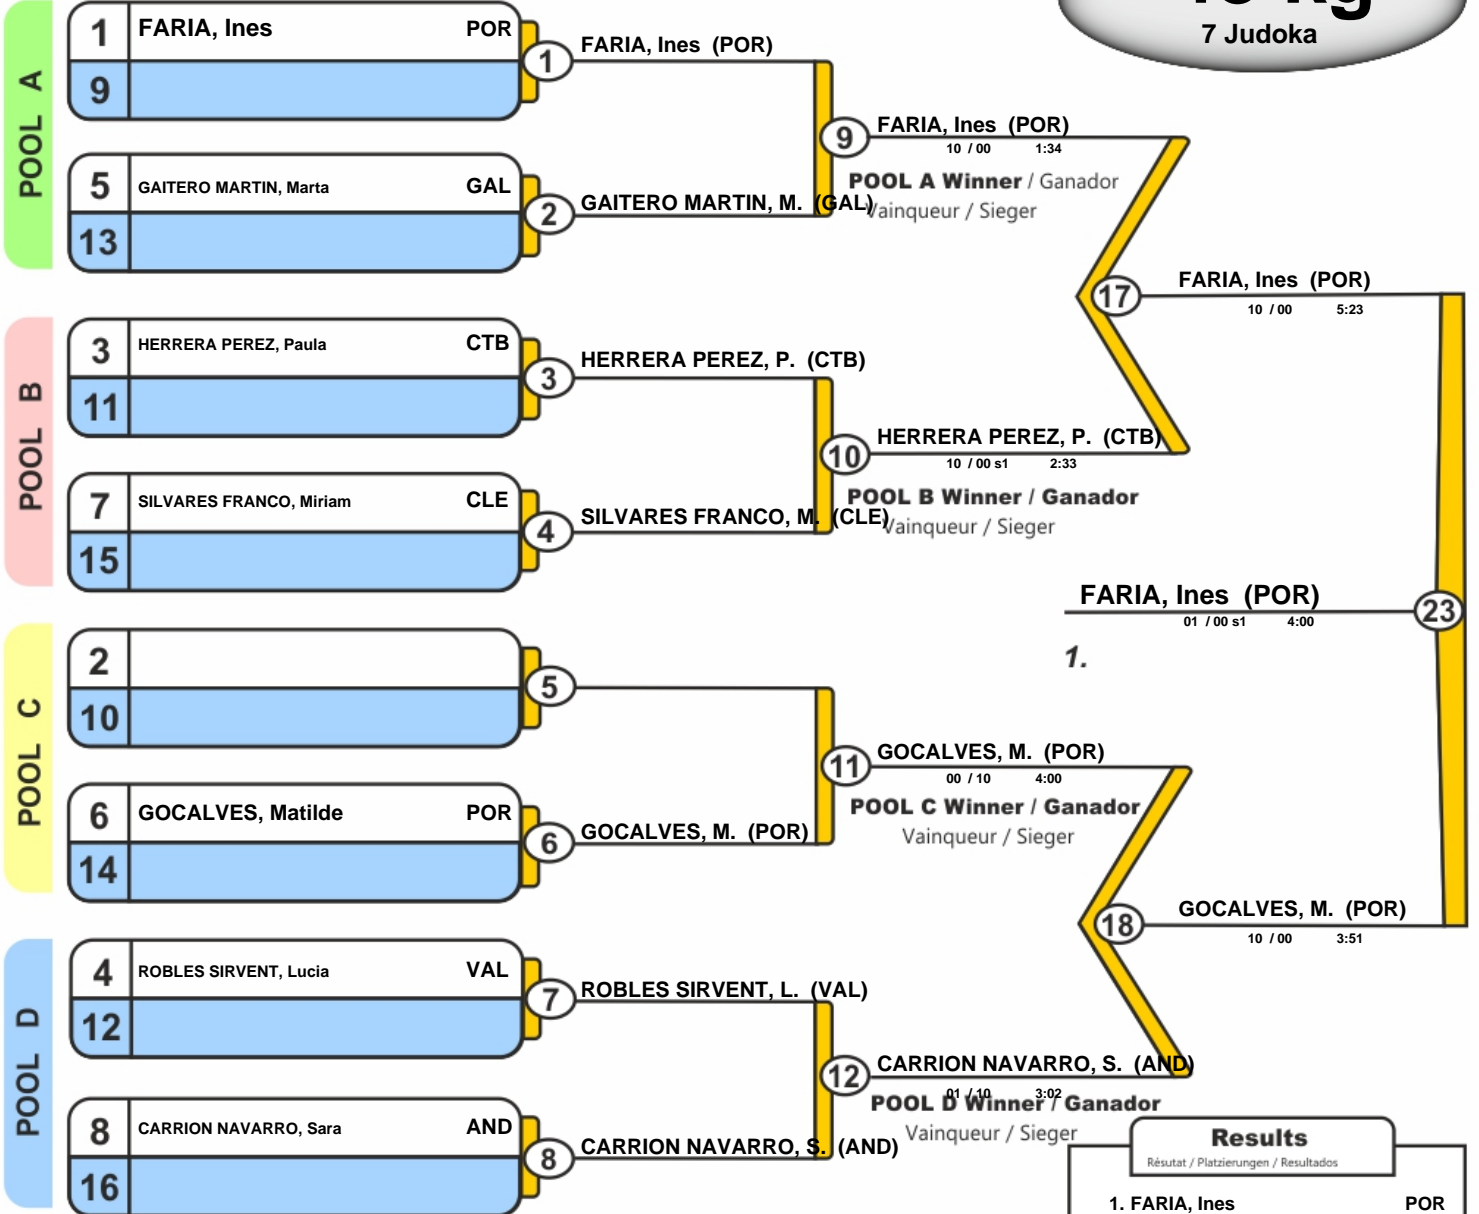 7 Judoka
POOL A
1 FARIA, Ines POR
9
1
FARIA, Ines (POR)
5 GAITERO MARTIN, Marta GAL
13
2
GAITERO MARTIN, M. (GAL)
9
FARIA, Ines (POR)
10 / 00 1:34
POOL A Winner / Ganador
Vainqueur / Sieger
POOL B
3 HERRERA PEREZ, Paula CTB
11
3
HERRERA PEREZ, P. (CTB)
7 SILVARES FRANCO, Miriam CLE
15
4
SILVARES FRANCO, M. (CLE)
10
HERRERA PEREZ, P. (CTB)
10 / 00 s1 2:33
POOL B Winner / Ganador
Vainqueur / Sieger
17
FARIA, Ines (POR)
10 / 00 5:23
FARIA, Ines (POR)
01 / 00 s1 4:00
1.
23
POOL C
2
10
5
6 GOCALVES, Matilde POR
14
6
GOCALVES, M. (POR)
11
GOCALVES, M. (POR)
00 / 10 4:00
POOL C Winner / Ganador
Vainqueur / Sieger
18
GOCALVES, M. (POR)
10 / 00 3:51
POOL D
4 ROBLES SIRVENT, Lucia VAL
12
7
ROBLES SIRVENT, L. (VAL)
8 CARRION NAVARRO, Sara AND
16
8
CARRION NAVARRO, S. (AND)
12
CARRION NAVARRO, S. (AND)
01 / 10 3:02
POOL D Winner / Ganador
Vainqueur / Sieger
Results
Résutat / Platzierungen / Resultados
1. FARIA, Ines POR